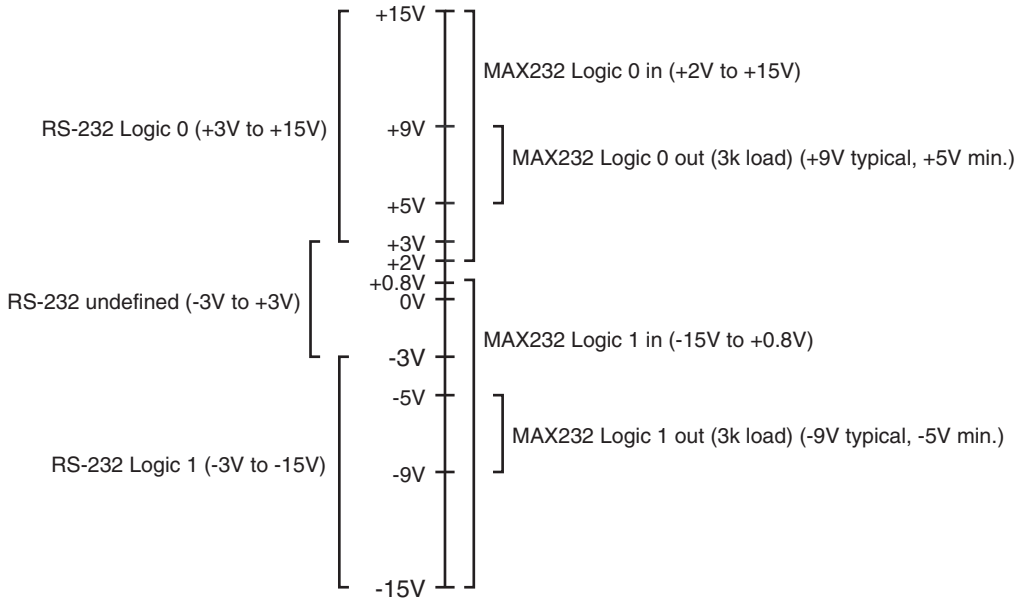 +15V
MAX232 Logic 0 in (+2V to +15V)
RS-232 Logic 0 (+3V to +15V)
+9V
MAX232 Logic 0 out (3k load) (+9V typical, +5V min.)
+5V
+3V
+2V
+0.8V
0V
RS-232 undefined (-3V to +3V)
MAX232 Logic 1 in (-15V to +0.8V)
-3V
-5V
MAX232 Logic 1 out (3k load) (-9V typical, -5V min.)
RS-232 Logic 1 (-3V to -15V)
-9V
-15V